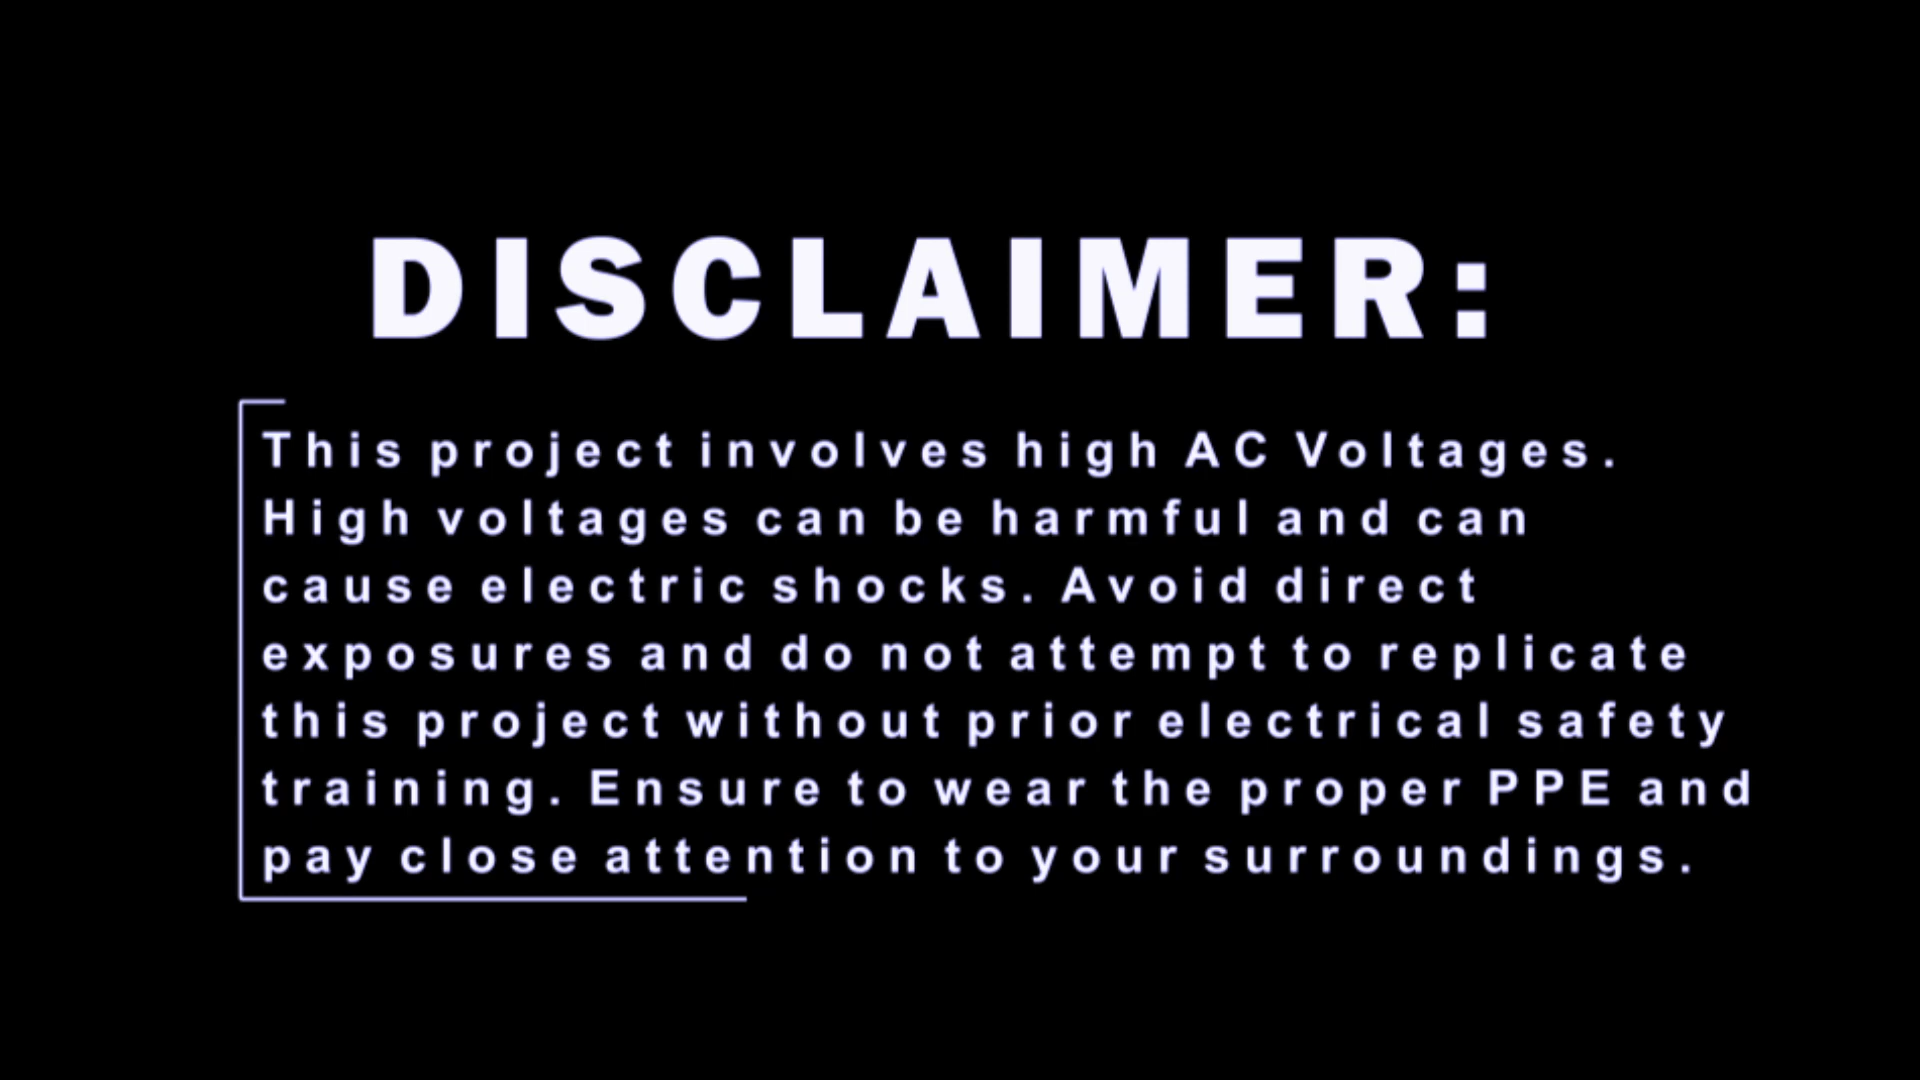 DISCLAIMER:
This project involves high AC Voltages.
High voltages can be harmful and can
cause electric shocks. Avoid direct
exposures and do not attempt to replicate
this project without prior electrical safety
training. Ensure to wear the proper PPE and
pay close attention to your surroundings.